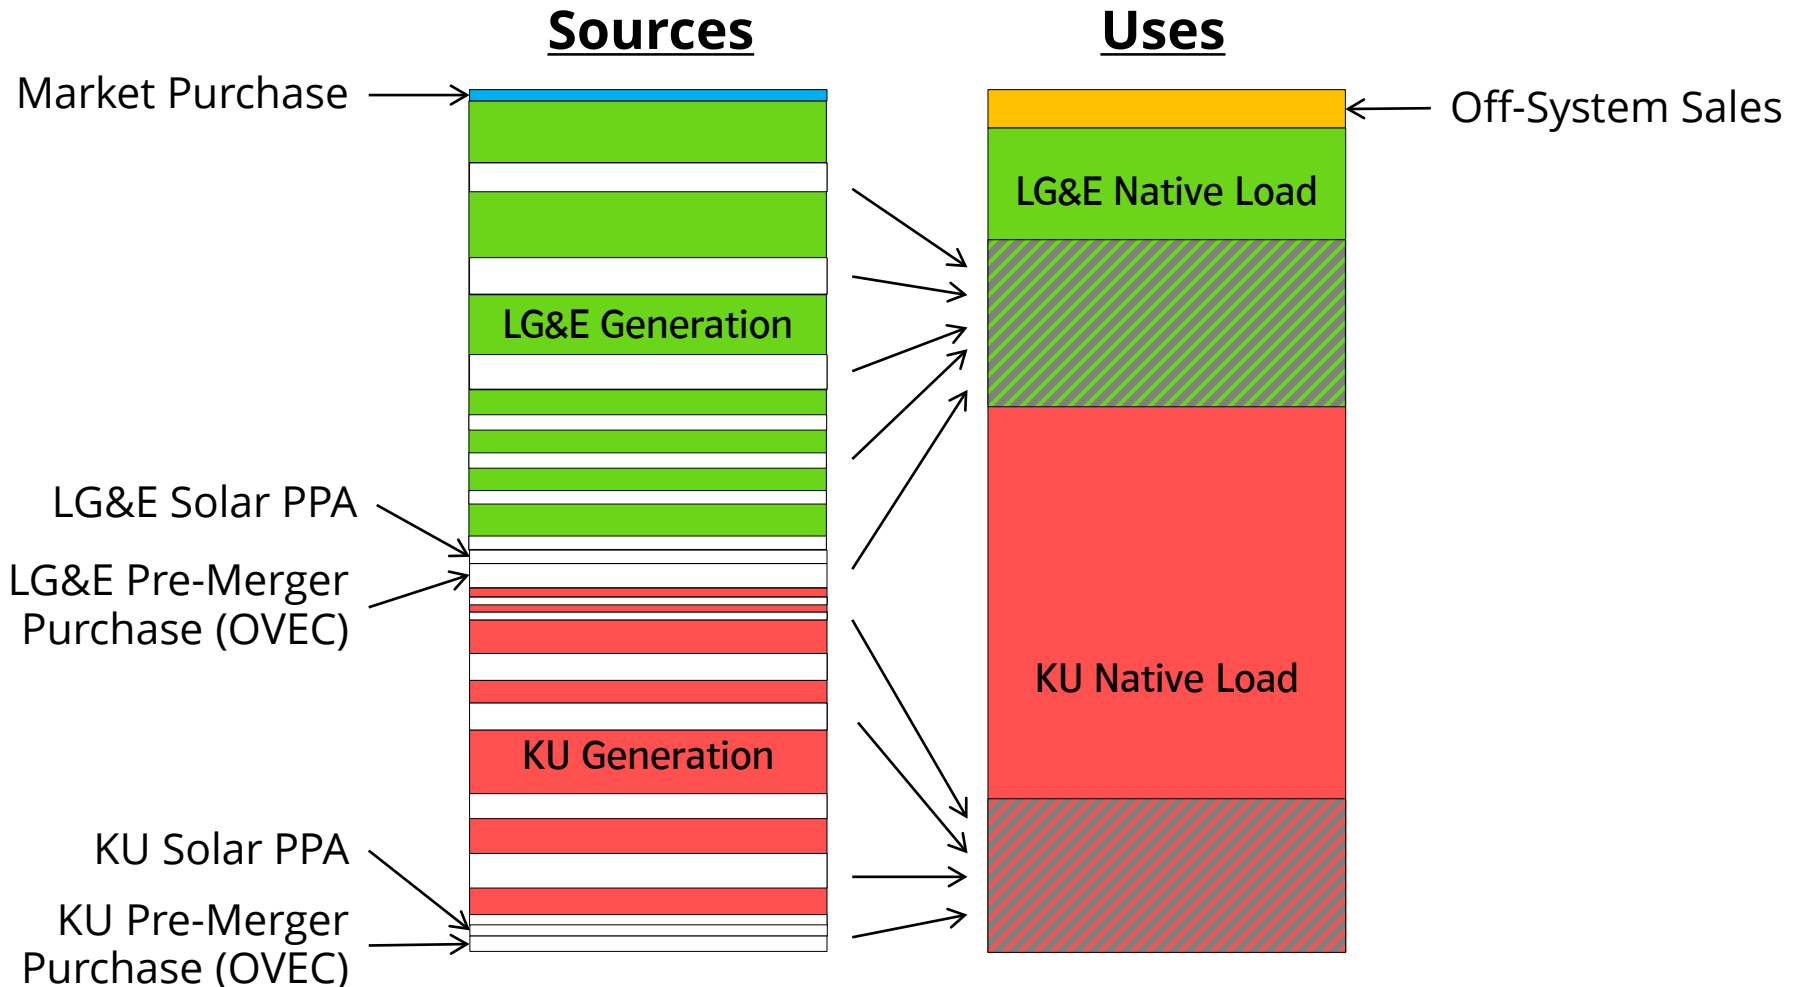 Sources
Uses
Market Purchase
Off-System Sales
LG&E Native Load
LG&E Generation
LG&E Solar PPA
LG&E Pre-Merger
Purchase (OVEC)
KU Native Load
KU Generation
KU Solar PPA
KU Pre-Merger
Purchase (OVEC)